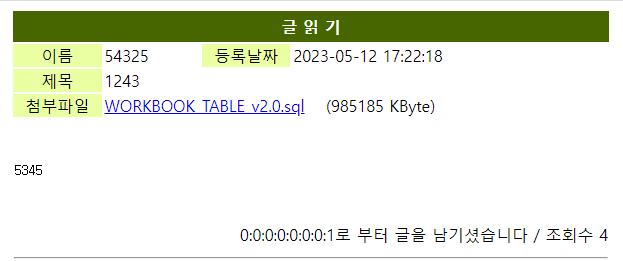 글 읽 기
이름 54325 등록날짜 2023-05-12 17:22:18
제목 1243
첨부파일 WORKBOOK_TABLE_v2.0.sql (985185 KByte)
5345
0:0:0:0:0:0:0:1로 부터 글을 남기셨습니다 / 조회수 4